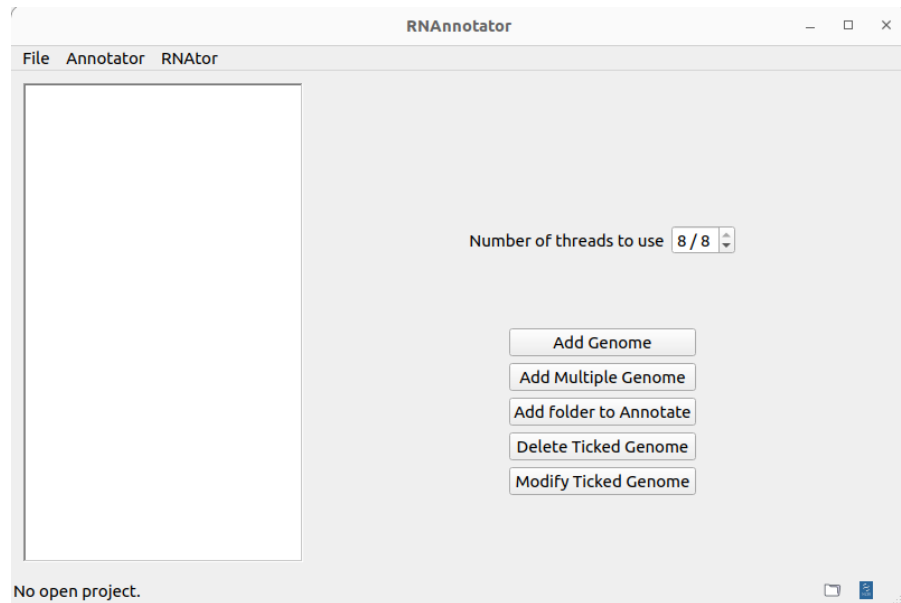 RNAnnotator
File Annotator RNAtor
Number of threads to use 8 / 8
Add Genome
Add Multiple Genome
Add folder to Annotate
Delete Ticked Genome
Modify Ticked Genome
No open project.